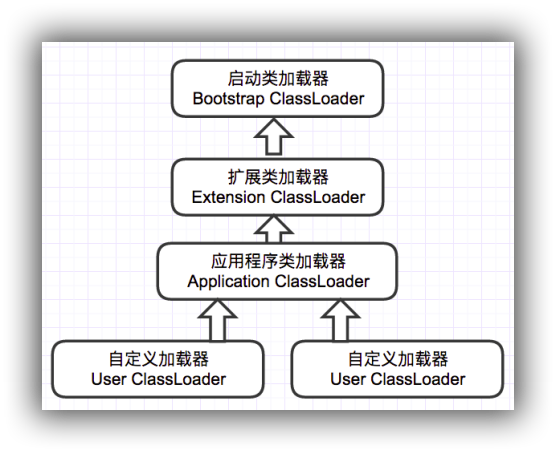 启动类加载器
Bootstrap ClassLoader
扩展类加载器
Extension ClassLoader
应用程序类加载器
Application ClassLoader
自定义加载器
User ClassLoader
自定义加载器
User ClassLoader